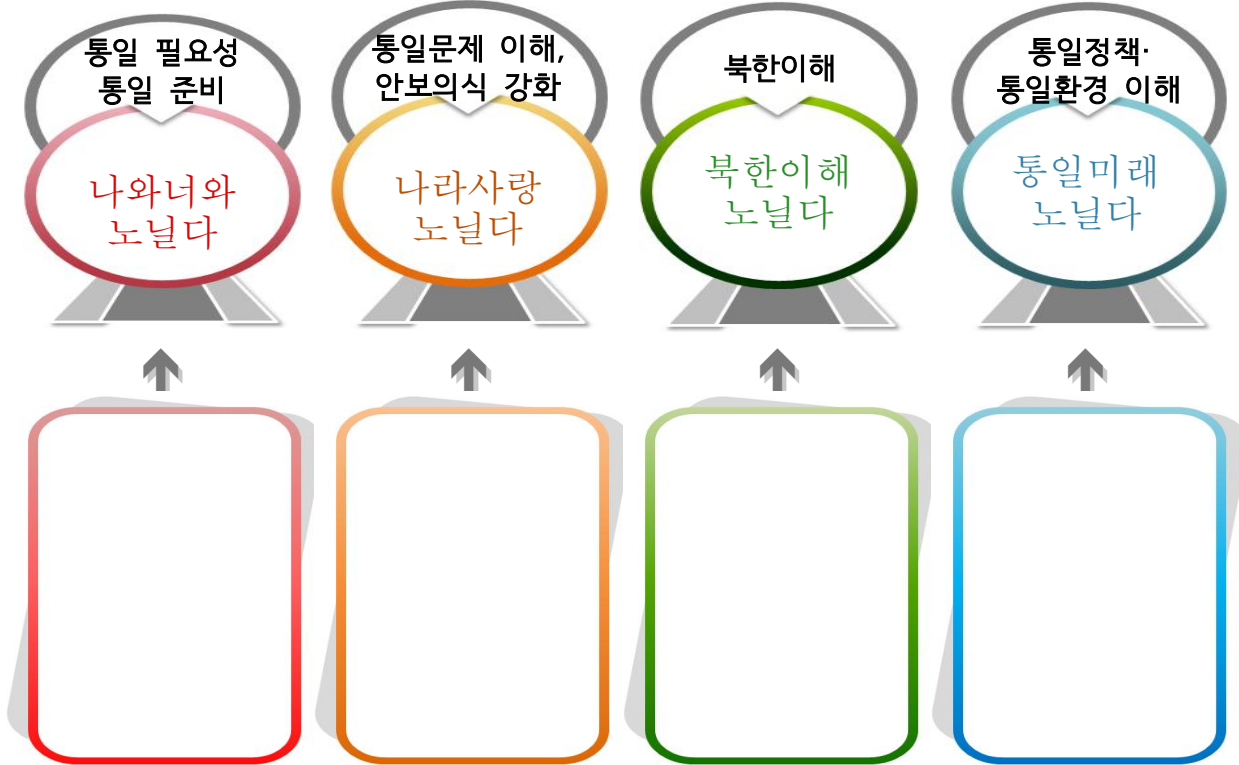 통일 필요성
통일 준비
나와너와
노닐다
통일문제 이해,
안보의식 강화
나라사랑
노닐다
북한이해
북한이해
노닐다
통일정책·
통일환경 이해
통일미래
노닐다